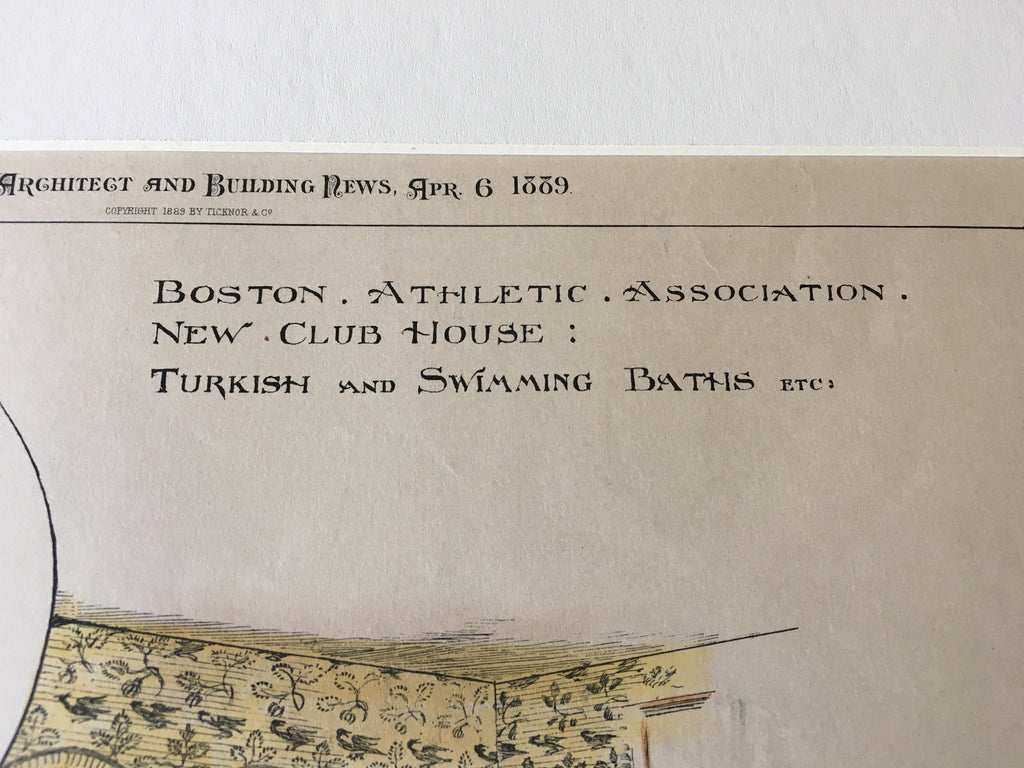 ARCHITECT AND BUILDING NEWS, APR. 6 1889.
COPYRIGHT 1889 BY TICKNOR & Co
BOSTON . ATHLETIC . ASSOCIATION .
NEW . CLUB HOUSE :
TURKISH AND SWIMMING BATHS ETC: